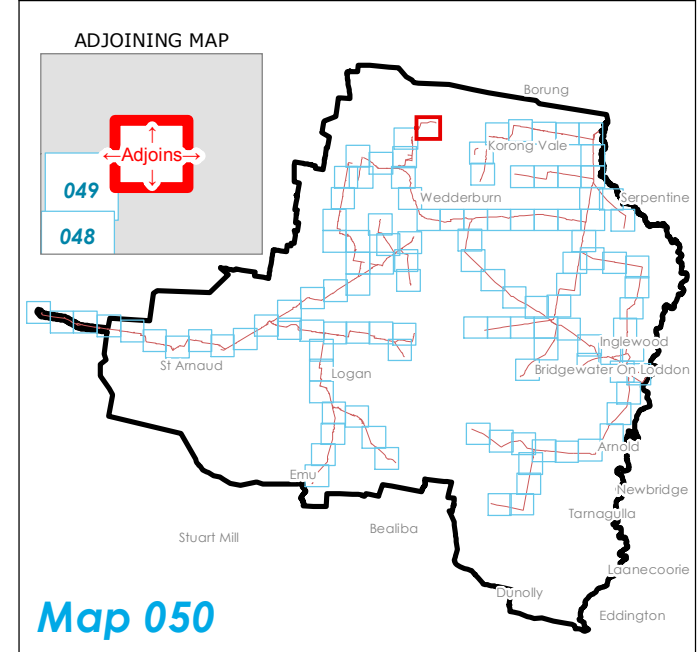 ADJOINING MAP
Adjoins
049
048
Borung
Korong Vale
Wedderburn
Serpentine
Inglewood
St Arnaud
Logan
Bridgewater On Loddon
Arnold
Emu
Newbridge
Tarnagulla
Stuart Mill
Bealiba
Laanecoorie
Dunolly
Eddington
Map 050